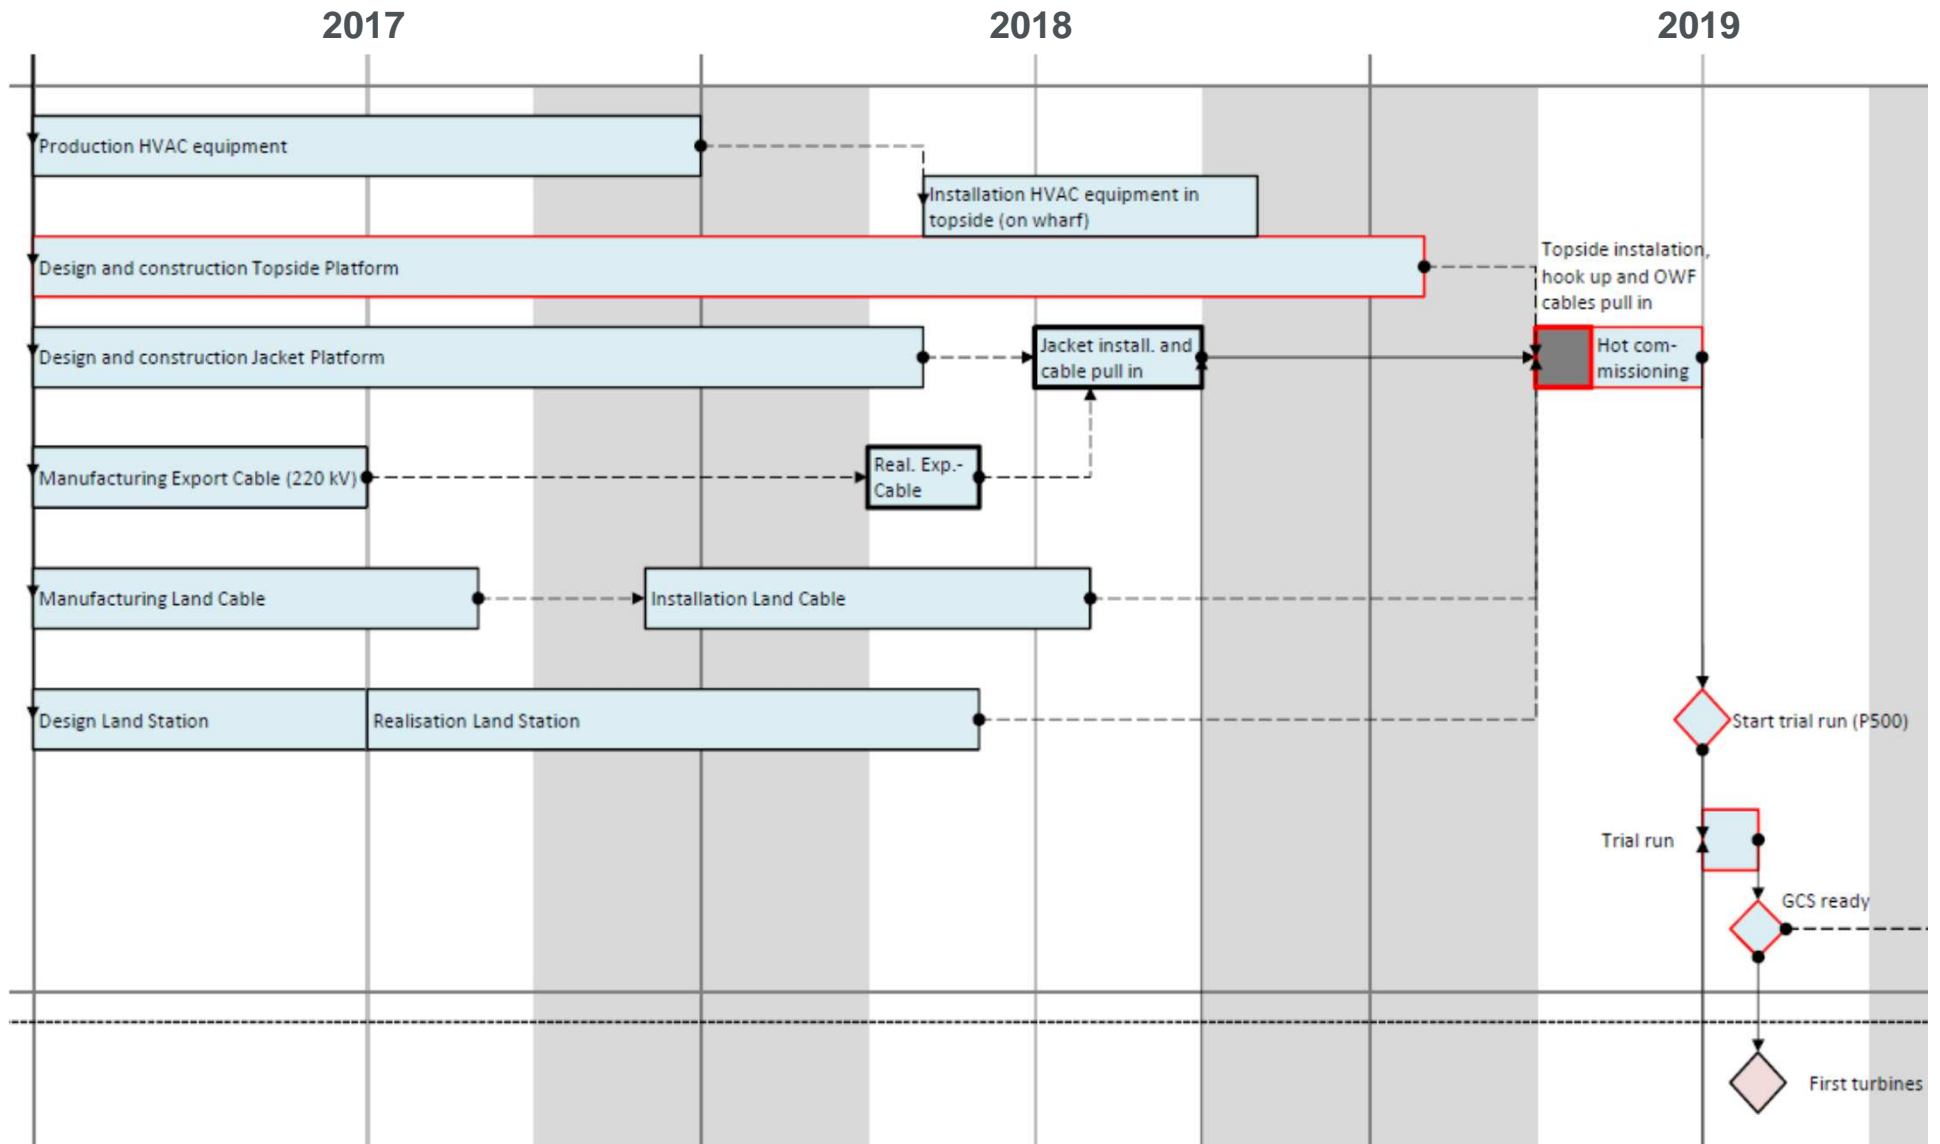 2017
2018
2019
Production HVAC equipment
Installation HVAC equipment in
topside (on wharf)
Design and construction Topside Platform
Topside instalation,
hook up and OWF
cables pull in
Design and construction Jacket Platform
Jacket install. and
cable pull in
Hot com-
missioning
Manufacturing Export Cable (220 kV)
Real. Exp.-
Cable
Manufacturing Land Cable
Installation Land Cable
Design Land Station
Realisation Land Station
Start trial run (P500)
Trial run
GCS ready
First turbines